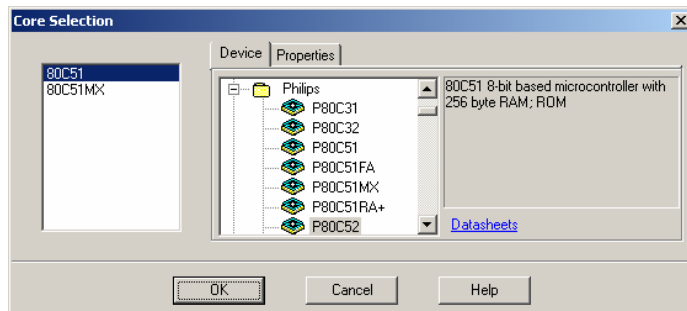 Core Selection
80C51
80C51MX
Device
Properties
Philips
P80C31
P80C32
P80C51
P80C51FA
P80C51MX
P80C51RA+
P80C52
80C51 8-bit based microcontroller with
256 byte RAM; ROM
Datasheets
OK
Cancel
Help